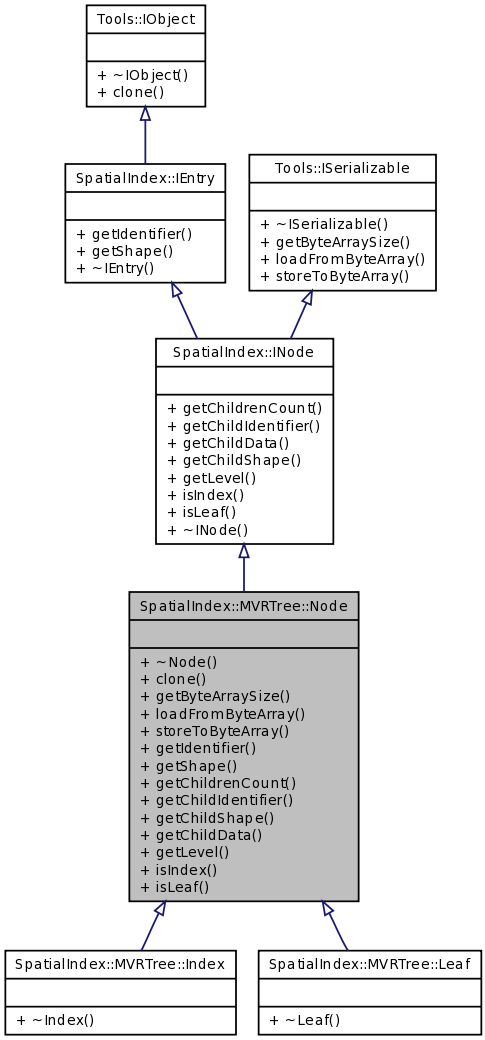 Tools::IObject
+ ~IObject()
+ clone()
SpatialIndex::IEntry
+ getIdentifier()
+ getShape()
+ ~IEntry()
Tools::ISerializable
+ ~ISerializable()
+ getByteArraySize()
+ loadFromByteArray()
+ storeToByteArray()
SpatialIndex::INode
+ getChildrenCount()
+ getChildIdentifier()
+ getChildData()
+ getChildShape()
+ getLevel()
+ isIndex()
+ isLeaf()
+ ~INode()
SpatialIndex::MVRTree::Node
+ ~Node()
+ clone()
+ getByteArraySize()
+ loadFromByteArray()
+ storeToByteArray()
+ getIdentifier()
+ getShape()
+ getChildrenCount()
+ getChildIdentifier()
+ getChildShape()
+ getChildData()
+ getLevel()
+ isIndex()
+ isLeaf()
SpatialIndex::MVRTree::Index
+ ~Index()
SpatialIndex::MVRTree::Leaf
+ ~Leaf()